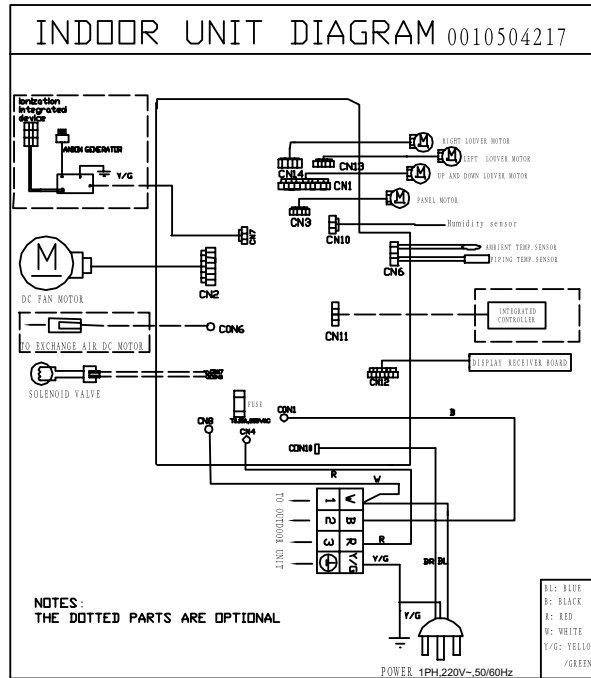 INDOOR UNIT DIAGRAM 0010504217
Ionization
Integrated
device
ANION GENERATOR
Y/G
RIGHT LOUVER MOTOR
LEFT LOUVER MOTOR
UP AND DOWN LOUVER MOTOR
PANEL MOTOR
M
M
M
M
CN14
CN13
CN1
CN3
CN10
Humidity sensor
CN7
AMBIENT TEMP.SENSOR
PIPING TEMP.SENSOR
CN6
M
DC FAN MOTOR
CN2
TO EXCHANGE AIR DC MOTOR
CON6
CN11
INTEGRATED
CONTROLLER
SOLENOID VALVE
DISPLAY RECEIVER BOARD
CN12
FUSE
CN8
CN4
CON1
B
CON18
R
W
TO OUTDOOR UNIT
1 W
2 B
3 R
Y/G
R
Y/G
BR
BL
Y/G
NOTES:
THE DOTTED PARTS ARE OPTIONAL
POWER 1PH,220V~,50/60Hz
BL: BLUE
B: BLACK
R: RED
W: WHITE
Y/G: YELLO
/GREEN